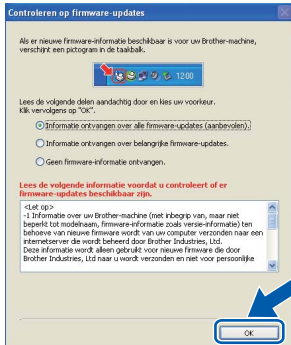 Controleren op firmware-updates
Als er nieuwe firmware-informatie beschikbaar is voor uw Brother-machine,
verschijnt een pictogram in de taakbalk.
12:00
Lees de volgende delen aandachtig door en kies uw voorkeur.
Klik vervolgens op "OK".
Informatie ontvangen over alle firmware-updates (aanbevolen).
Informatie ontvangen over belangrijke firmware-updates.
Geen firmware-informatie ontvangen.
Lees de volgende informatie voordat u controleert of er
firmware-updates beschikbaar zijn.
<Let op>
-1 Informatie over uw Brother-machine (met inbegrip van, maar niet
beperkt tot modelnaam, firmware-informatie zoals versie-informatie) ten
behoeve van nieuwe firmware wordt van uw computer verzonden naar een
internetserver die wordt beheerd door Brother Industries, Ltd.
Deze informatie wordt alleen gebruikt voor nieuwe firmware die door
Brother Industries, Ltd naar u wordt verzonden en niet voor persoonlijke
OK